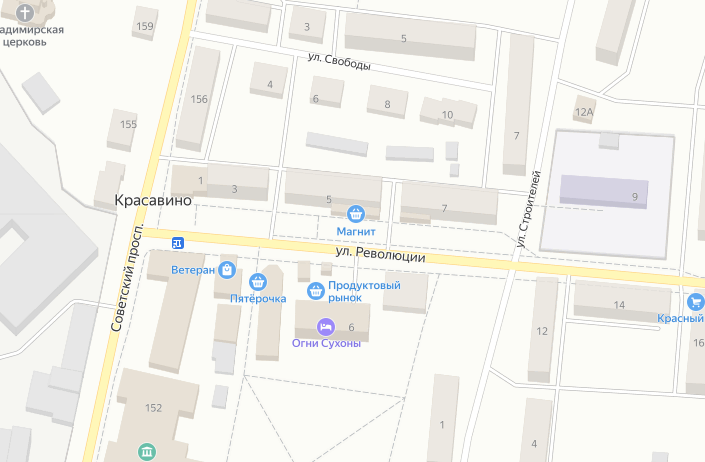 адимирская
церковь
159
3
5
ул. Свободы
156
4
6
8
10
7
12А
155
1
3
5
7
9
Красавино
Магнит
ул. Строителей
ул. Революции
Советский просп.
Ветеран
Пятёрочка
Продуктовый
рынок
6
Огни Сухоны
14
Красный
12
16
152
1
4